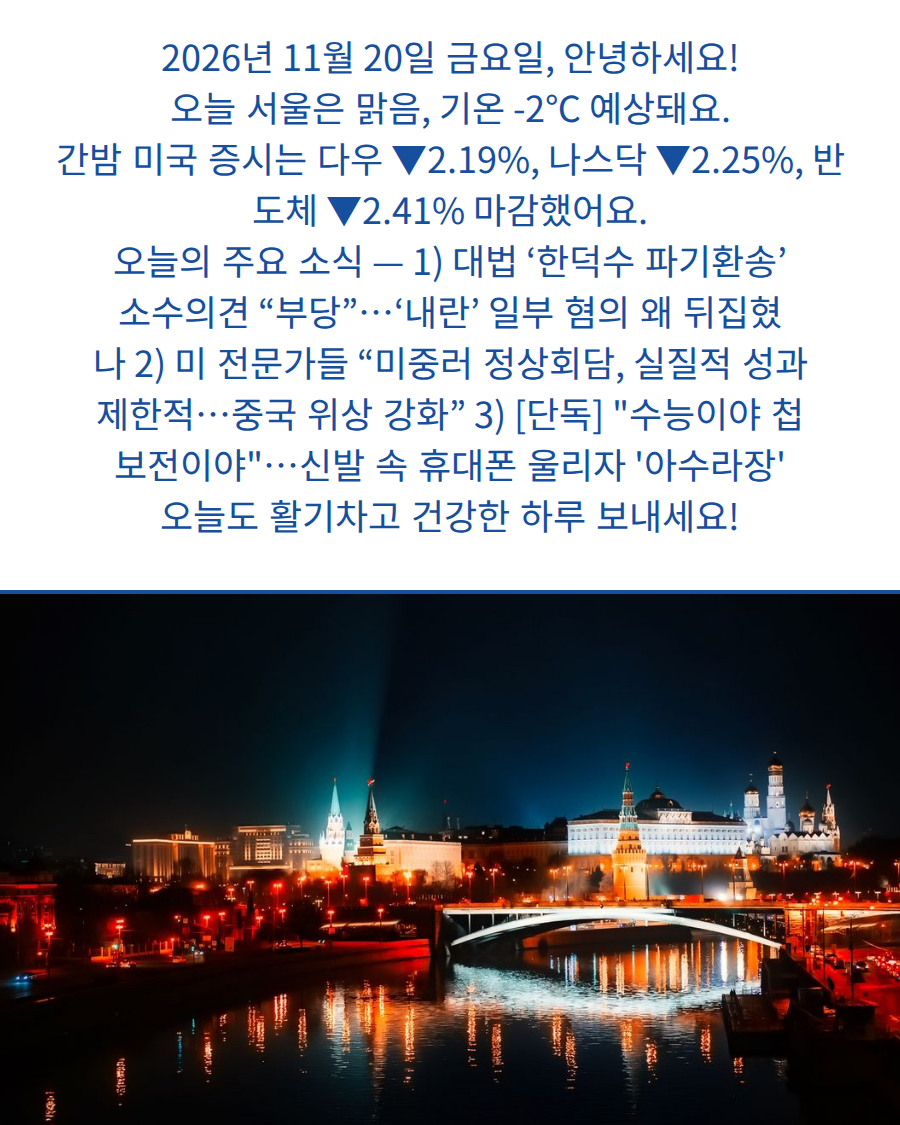 2026년 11월 20일 금요일, 안녕하세요!
오늘 서울은 맑음, 기온 -2°C 예상돼요.
간밤 미국 증시는 다우 ▼2.19%, 나스닥 ▼2.25%, 반
도체 ▼2.41% 마감했어요.
오늘의 주요 소식 — 1) 대법 ‘한덕수 파기환송’
소수의견 “부당”…‘내란’ 일부 혐의 왜 뒤집혔
나 2) 미 전문가들 “미중러 정상회담, 실질적 성과
제한적…중국 위상 강화” 3) [단독] "수능이야 첩
보전이야"…신발 속 휴대폰 울리자 '아수라장'
오늘도 활기차고 건강한 하루 보내세요!